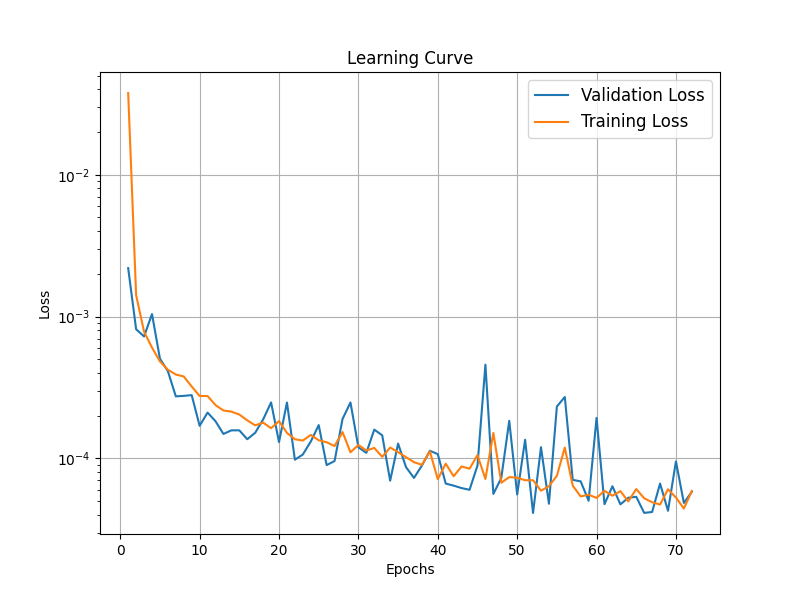 Learning Curve
Validation Loss
Training Loss
10⁻²
10⁻³
10⁻⁴
Loss
0 10 20 30 40 50 60 70
Epochs